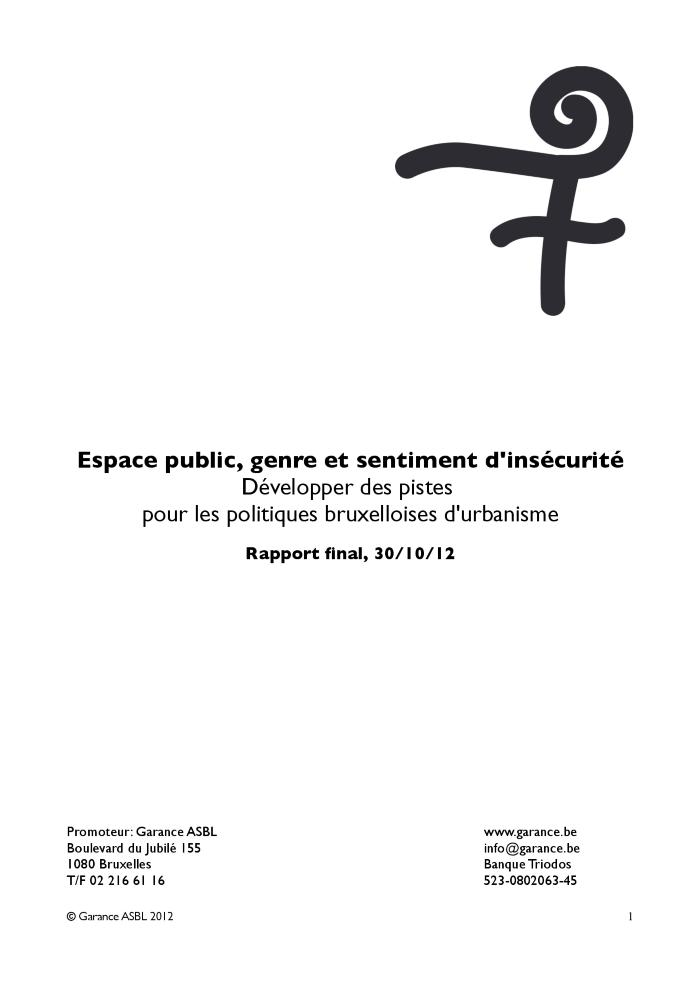 Espace public, genre et sentiment d'insécurité
Développer des pistes
pour les politiques bruxelloises d'urbanisme
Rapport final, 30/10/12
Promoteur: Garance ASBL
Boulevard du Jubilé 155
1080 Bruxelles
T/F 02 216 61 16
www.garance.be
info@garance.be
Banque Triodos
523-0802063-45
© Garance ASBL 2012
1